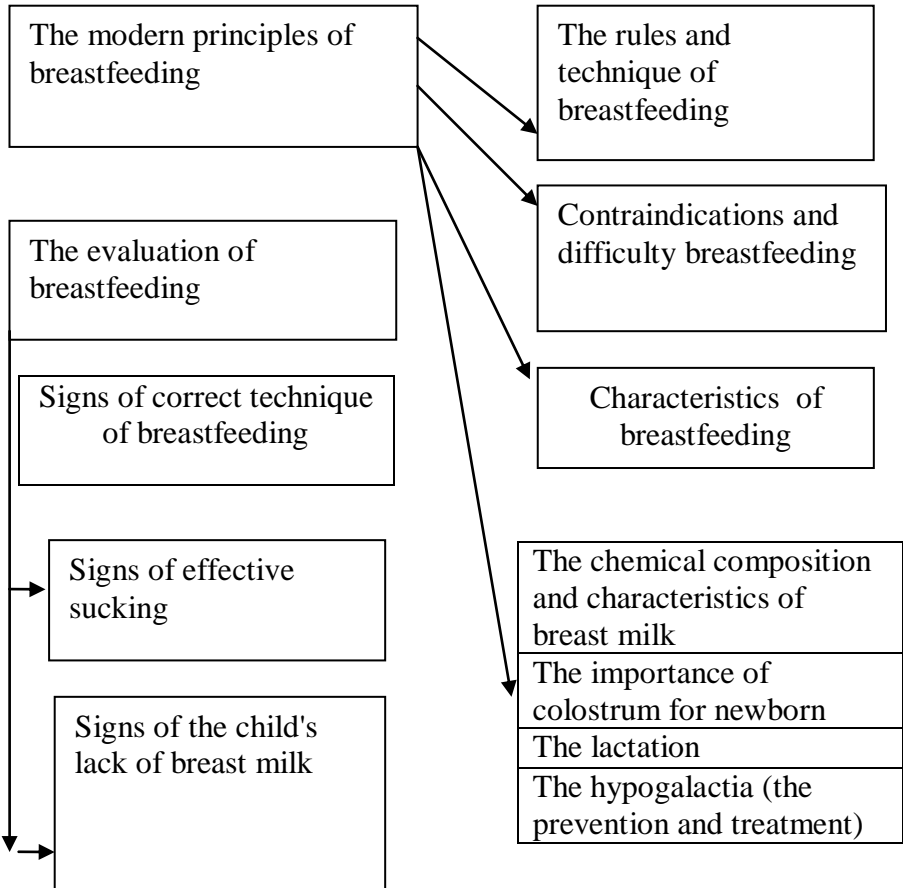 The modern principles of
breastfeeding
The rules and
technique of
breastfeeding
Contraindications and
difficulty breastfeeding
The evaluation of
breastfeeding
Signs of correct technique
of breastfeeding
Characteristics of
breastfeeding
Signs of effective
sucking
The chemical composition
and characteristics of
breast milk
The importance of
colostrum for newborn
The lactation
The hypogalactia (the
prevention and treatment)
Signs of the child's
lack of breast milk